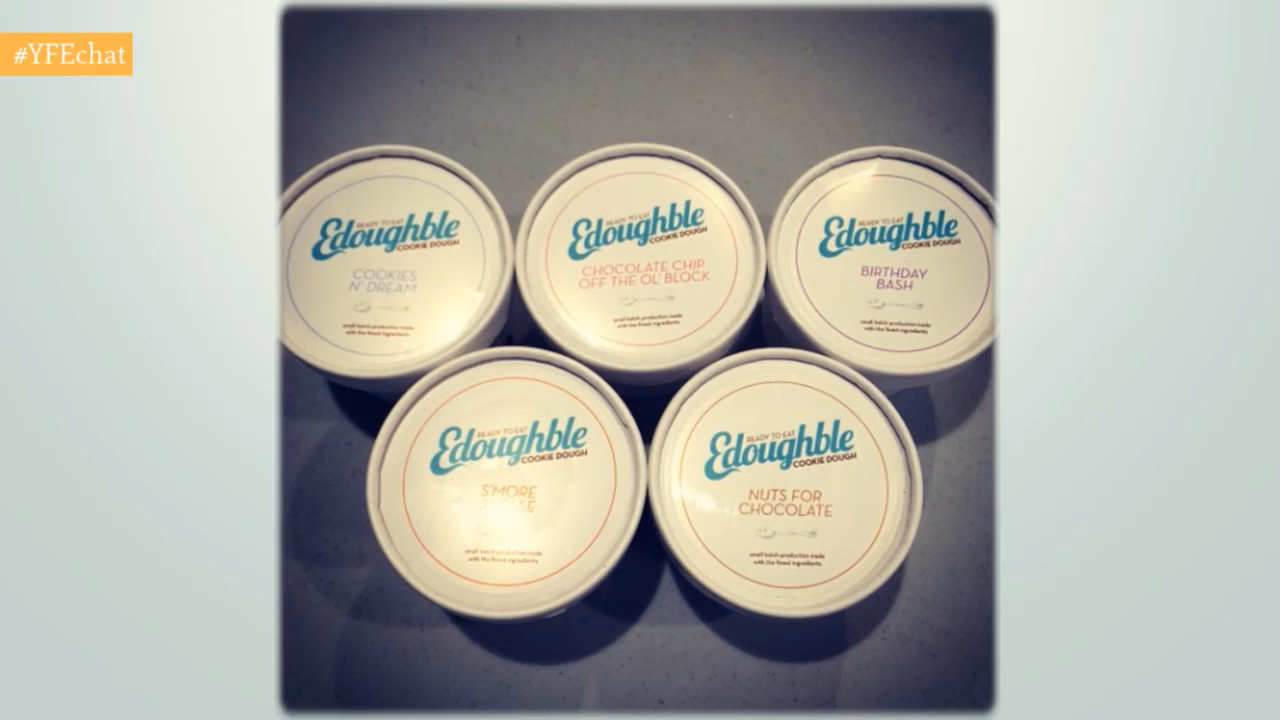 #YFEchat
READY TO EAT
Edoughble
COOKIE DOUGH
COOKIES
N' DREAM
small batch production made
with the finest ingredients
READY TO EAT
Edoughble
COOKIE DOUGH
CHOCOLATE CHIP
OFF THE OL' BLOCK
small batch production made
with the finest ingredients
READY TO EAT
Edoughble
COOKIE DOUGH
BIRTHDAY
BASH
small batch production made
with the finest ingredients
READY TO EAT
Edoughble
COOKIE DOUGH
S'MORE
small batch production made
with the finest ingredients
READY TO EAT
Edoughble
COOKIE DOUGH
NUTS FOR
CHOCOLATE
small batch production made
with the finest ingredients